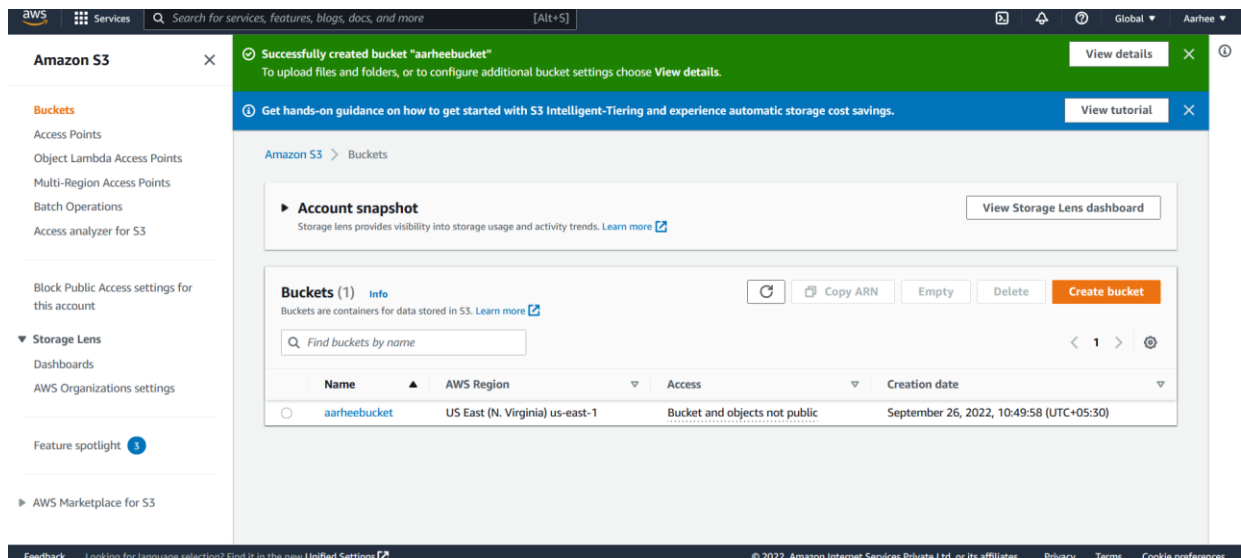 aws Services Search for services, features, blogs, docs, and more [Alt+S] Global Aarhee
Amazon S3
Buckets
Access Points
Object Lambda Access Points
Multi-Region Access Points
Batch Operations
Access analyzer for S3
Block Public Access settings for
this account
Storage Lens
Dashboards
AWS Organizations settings
Feature spotlight 3
AWS Marketplace for S3
Successfully created bucket "aarheebucket"
To upload files and folders, or to configure additional bucket settings choose View details.
View details
Get hands-on guidance on how to get started with S3 Intelligent-Tiering and experience automatic storage cost savings.
View tutorial
Amazon S3 > Buckets
Account snapshot
Storage lens provides visibility into storage usage and activity trends. Learn more
View Storage Lens dashboard
Buckets (1) Info
Buckets are containers for data stored in S3. Learn more
Copy ARN Empty Delete Create bucket
Find buckets by name
< 1 >
Name AWS Region Access Creation date
aarheebucket US East (N. Virginia) us-east-1 Bucket and objects not public September 26, 2022, 10:49:58 (UTC+05:30)
Feedback Looking for language selection? Find it in the new Unified Settings © 2022, Amazon Internet Services Private Ltd. or its affiliates. Privacy Terms Cookie preferences